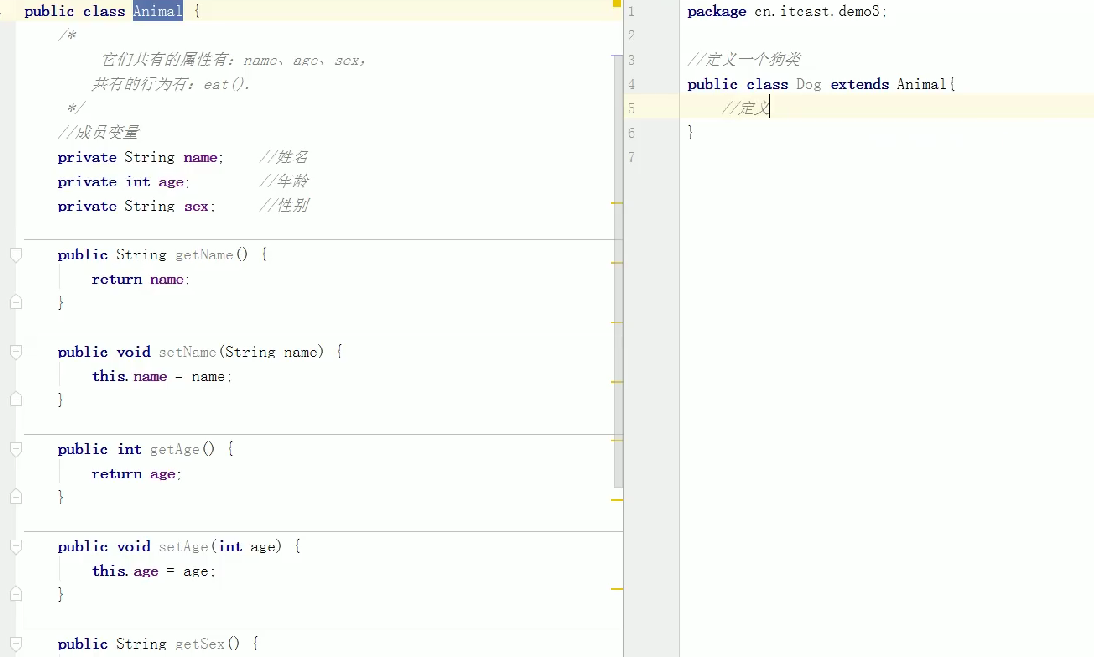 public class Animal {
/*
它们共有的属性有：name、age、sex，
共有的行为有：eat().
*/
//成员变量
private String name;    //姓名
private int age;    //年龄
private String sex;    //性别
public String getName() {
return name;
}
public void setName(String name) {
this.name = name;
}
public int getAge() {
return age;
}
public void setAge(int age) {
this.age = age;
}
public String getSex() {
1 package cn.itcast.demo3;
2
3 //定义一个狗类
4 public class Dog extends Animal{
5 //定义
6 }
7